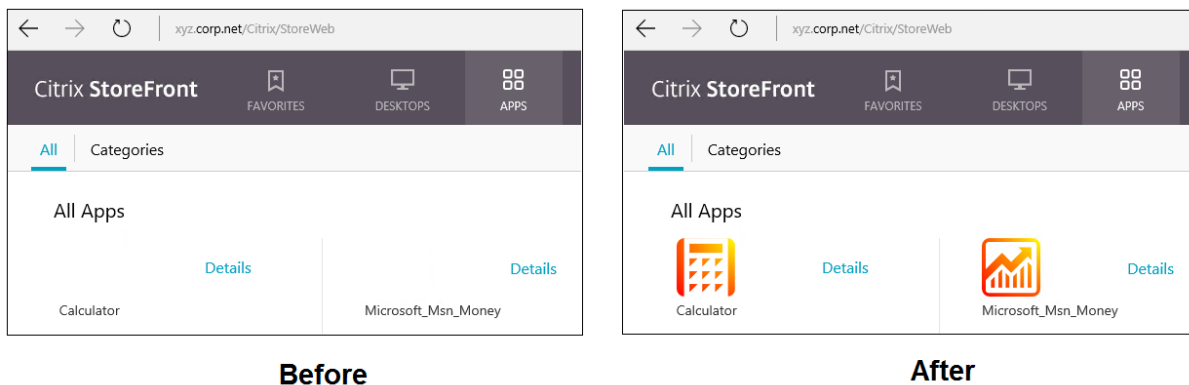 xyz.corp.net/Citrix/StoreWeb
Citrix StoreFront
FAVORITES
DESKTOPS
APPS
All
Categories
All Apps
Details
Details
Calculator
Microsoft_Msn_Money
Before
xyz.corp.net/Citrix/StoreWeb
Citrix StoreFront
FAVORITES
DESKTOPS
APPS
All
Categories
All Apps
Details
Details
Calculator
Microsoft_Msn_Money
After